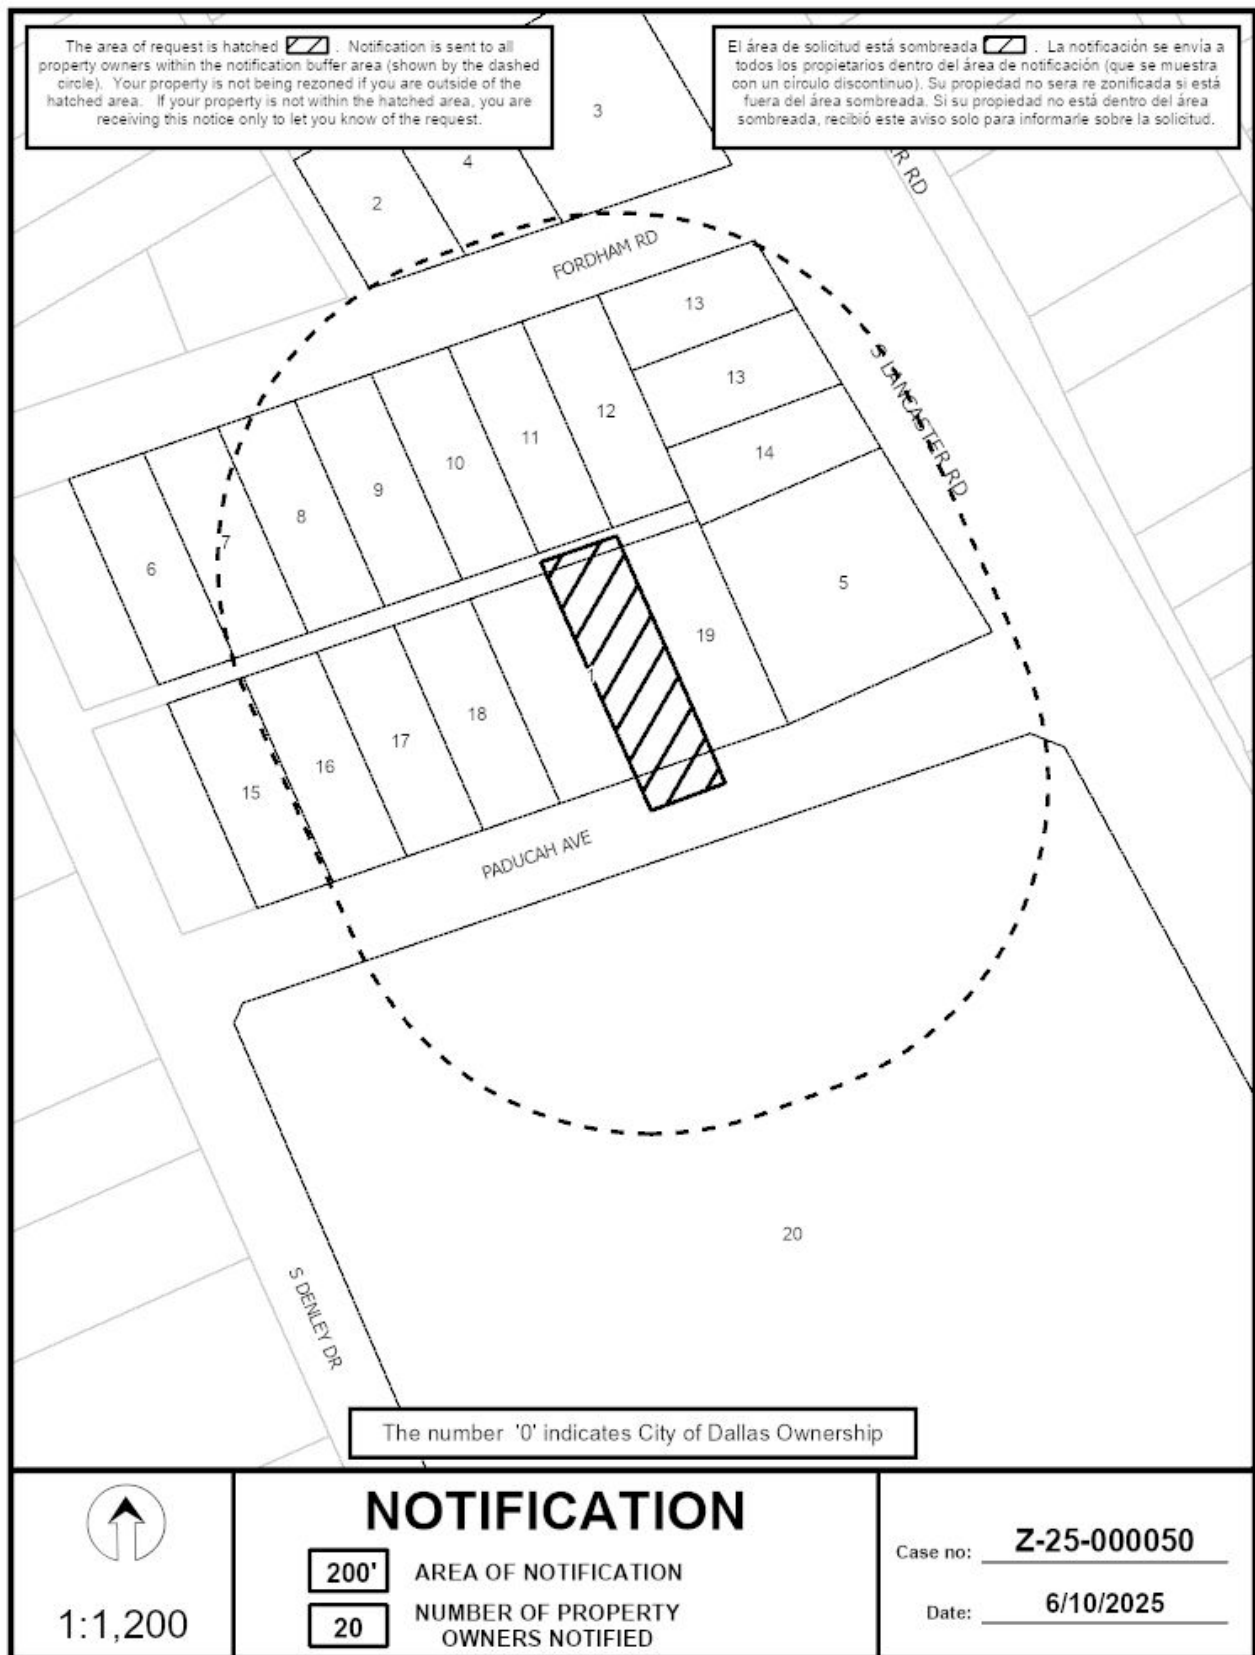 The area of request is hatched . Notification is sent to all
property owners within the notification buffer area (shown by the dashed
circle). Your property is not being rezoned if you are outside of the
hatched area. If your property is not within the hatched area, you are
receiving this notice only to let you know of the request.
El área de solicitud está sombreada . La notificación se envía a
todos los propietarios dentro del área de notificación (que se muestra
con un círculo discontinuo). Su propiedad no sera re zonificada si está
fuera del área sombreada. Si su propiedad no está dentro del área
sombreada, recibió este aviso solo para informarle sobre la solicitud.
3
4
2
ER RD
FORDHAM RD
13
S LANCASTER RD
13
12
11
14
10
9
8
7
6
5
19
1
18
17
16
15
PADUCAH AVE
20
S DENLEY DR
The number '0' indicates City of Dallas Ownership
1:1,200
NOTIFICATION
200' AREA OF NOTIFICATION
20 NUMBER OF PROPERTY
OWNERS NOTIFIED
Case no: Z-25-000050
Date: 6/10/2025